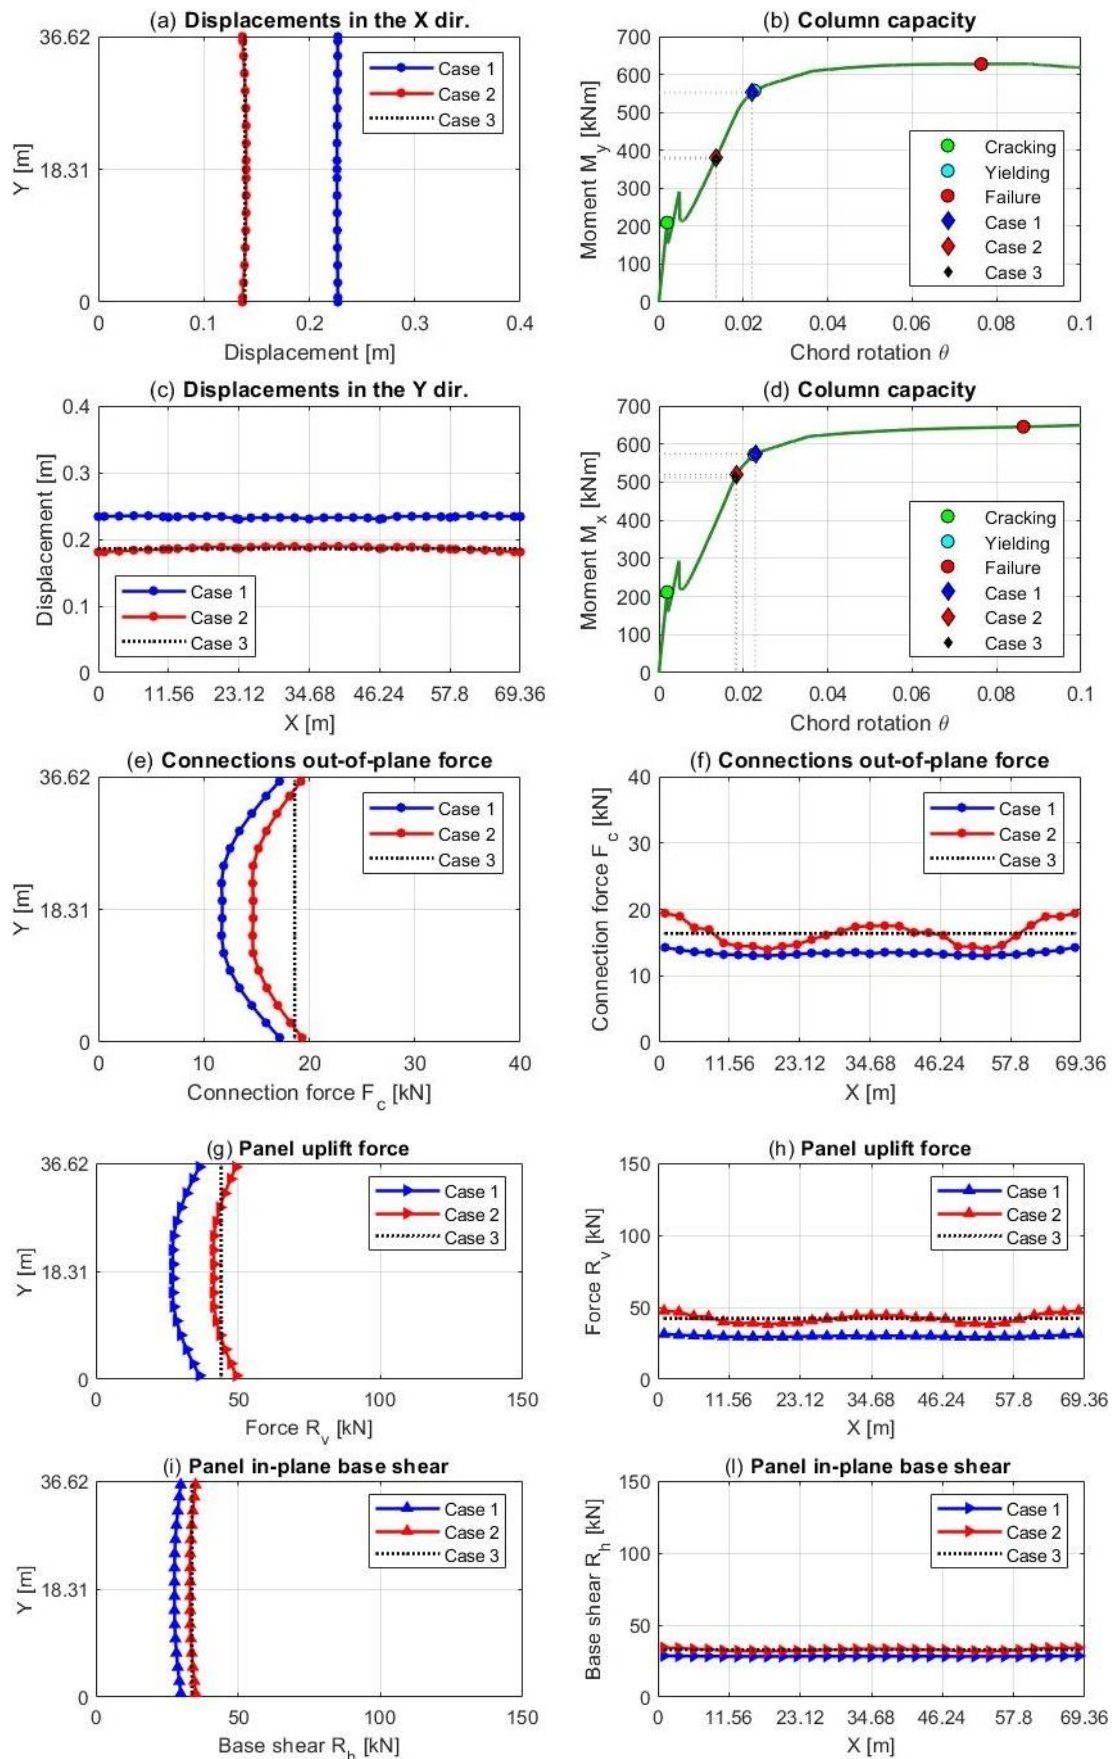 (a) Displacements in the X dir.
36.62
18.31
0
Y [m]
Case 1
Case 2
Case 3
0 0.1 0.2 0.3 0.4
Displacement [m]
(b) Column capacity
700
600
500
400
300
200
100
0
Moment M_y [kNm]
Cracking
Yielding
Failure
Case 1
Case 2
Case 3
0 0.02 0.04 0.06 0.08 0.1
Chord rotation θ
(c) Displacements in the Y dir.
0.4
0.3
0.2
0.1
0
Displacement [m]
Case 1
Case 2
Case 3
0 11.56 23.12 34.68 46.24 57.8 69.36
X [m]
(d) Column capacity
700
600
500
400
300
200
100
0
Moment M_x [kNm]
Cracking
Yielding
Failure
Case 1
Case 2
Case 3
0 0.02 0.04 0.06 0.08 0.1
Chord rotation θ
(e) Connections out-of-plane force
36.62
18.31
0
Y [m]
Case 1
Case 2
Case 3
0 10 20 30 40
Connection force F_c [kN]
(f) Connections out-of-plane force
40
30
20
10
0
Connection force F_c [kN]
Case 1
Case 2
Case 3
0 11.56 23.12 34.68 46.24 57.8 69.36
X [m]
(g) Panel uplift force
36.62
18.31
0
Y [m]
Case 1
Case 2
Case 3
0 50 100 150
Force R_v [kN]
(h) Panel uplift force
150
100
50
0
Force R_v [kN]
Case 1
Case 2
Case 3
0 11.56 23.12 34.68 46.24 57.8 69.36
X [m]
(i) Panel in-plane base shear
36.62
18.31
0
Y [m]
Case 1
Case 2
Case 3
0 50 100 150
Base shear R_h [kN]
(l) Panel in-plane base shear
150
100
50
0
Base shear R_h [kN]
Case 1
Case 2
Case 3
0 11.56 23.12 34.68 46.24 57.8 69.36
X [m]